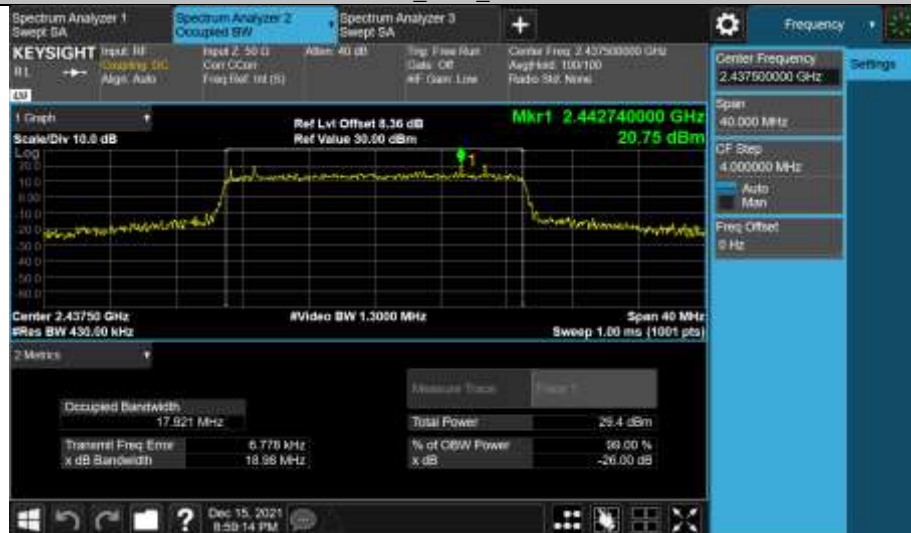 Spectrum Analyzer 1
Swept SA
Spectrum Analyzer 2
Occupied BW
Spectrum Analyzer 3
Swept SA
+
Frequency
KEYSIGHT
Input: RF
Coupling: DC
Align: Auto
Input Z: 50 Ω
Corr CCorr
Freq Ref: Int (S)
Atten: 40 dB
Trig: Free Run
Gate: Off
#IF Gain: Low
Center Freq: 2.437500000 GHz
Avg|Hold: 100/100
Radio Std: None
Center Frequency
2.437500000 GHz
Settings
Span
40.000 MHz
CF Step
4.000000 MHz
Auto
Man
Freq Offset
0 Hz
1 Graph
Scale/Div 10.0 dB
Ref Lvl Offset 8.36 dB
Ref Value 30.00 dBm
Mkr1 2.442740000 GHz
20.75 dBm
Log
20.0
10.0
0.00
-10.0
-20.0
-30.0
-40.0
-50.0
-60.0
1
Center 2.43750 GHz
#Res BW 430.00 kHz
#Video BW 1.3000 MHz
Span 40 MHz
Sweep 1.00 ms (1001 pts)
2 Metrics
Measure Trace
Trace 1
Occupied Bandwidth
17.921 MHz
Total Power
29.4 dBm
Transmit Freq Error
6.778 kHz
% of OBW Power
99.00 %
x dB Bandwidth
18.98 MHz
x dB
-26.00 dB
?
Dec 15, 2021
8:59:14 PM